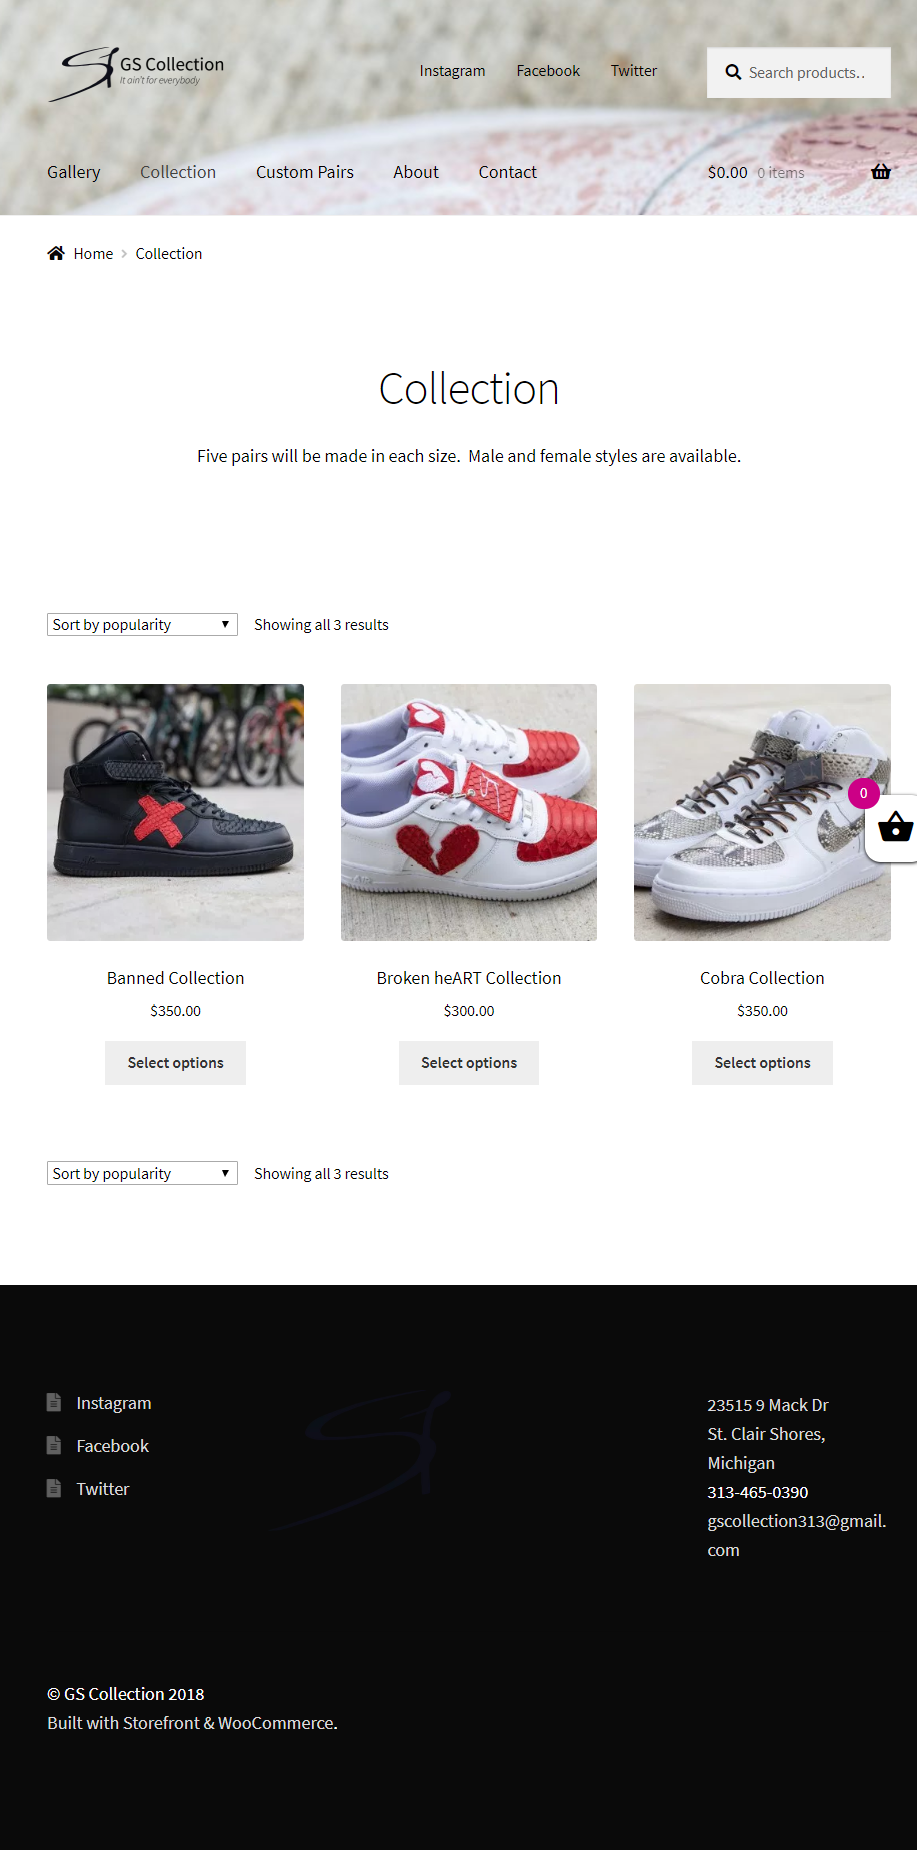 GS Collection
It ain't for everybody
Instagram Facebook Twitter
Search products..
Gallery Collection Custom Pairs About Contact
$0.00 0 items
Home Collection
Collection
Five pairs will be made in each size. Male and female styles are available.
Sort by popularity Showing all 3 results
0
Banned Collection
$350.00
Select options
Broken heART Collection
$300.00
Select options
Cobra Collection
$350.00
Select options
Sort by popularity Showing all 3 results
Instagram
Facebook
Twitter
23515 9 Mack Dr
St. Clair Shores,
Michigan
313-465-0390
gscollection313@gmail.
com
© GS Collection 2018
Built with Storefront & WooCommerce.